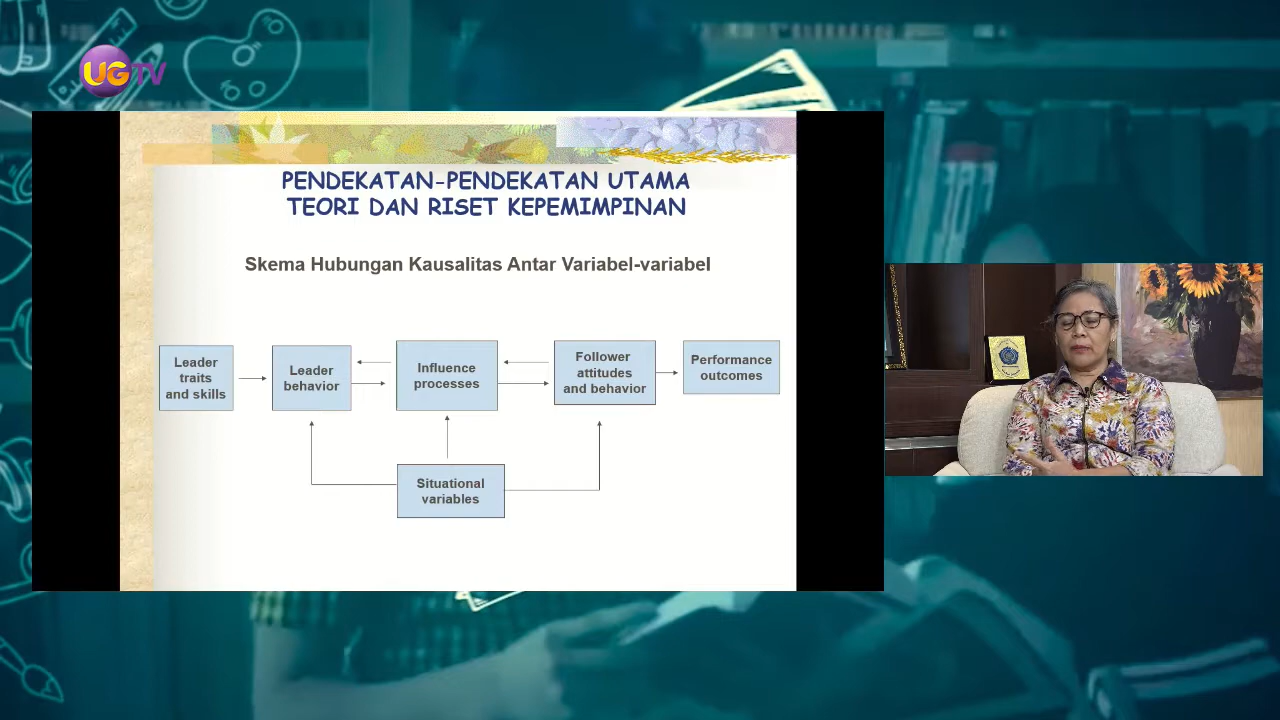 UGTV
PENDEKATAN-PENDEKATAN UTAMA
TEORI DAN RISET KEPEMIMPINAN
Skema Hubungan Kausalitas Antar Variabel-variabel
Leader
traits
and skills
Leader
behavior
Influence
processes
Follower
attitudes
and behavior
Performance
outcomes
Situational
variables